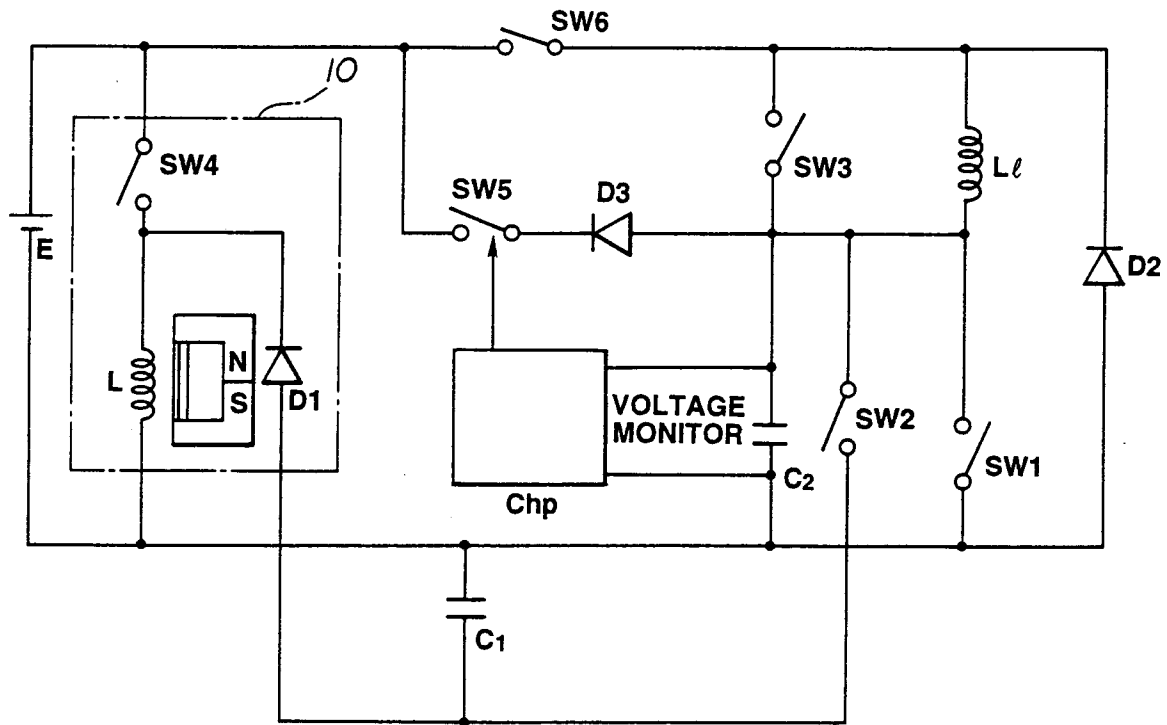 SW6
10
SW4
SW3
Lℓ
SW5
D3
E
D2
L
N
S
D1
VOLTAGE
MONITOR
SW2
SW1
C2
Chp
C1